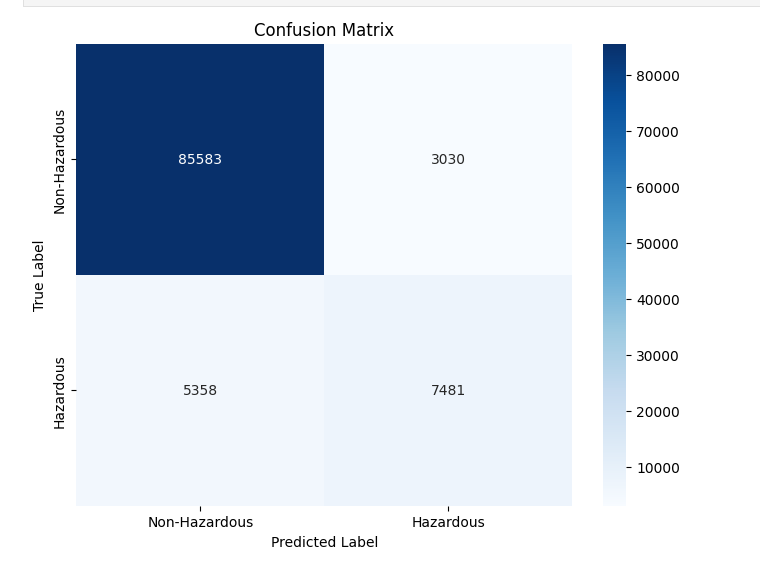 Confusion Matrix
True Label
Non-Hazardous
Hazardous
85583
3030
5358
7481
Non-Hazardous
Hazardous
Predicted Label
80000
70000
60000
50000
40000
30000
20000
10000